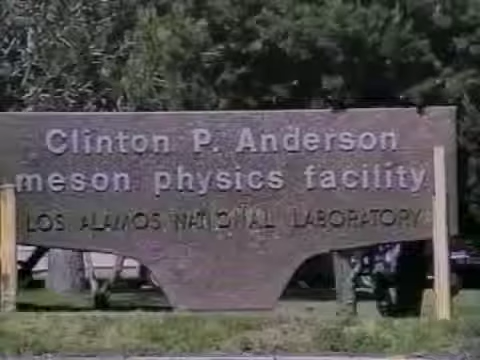 Clinton P. Anderson
meson physics facility
LOS ALAMOS NATIONAL LABORATORY